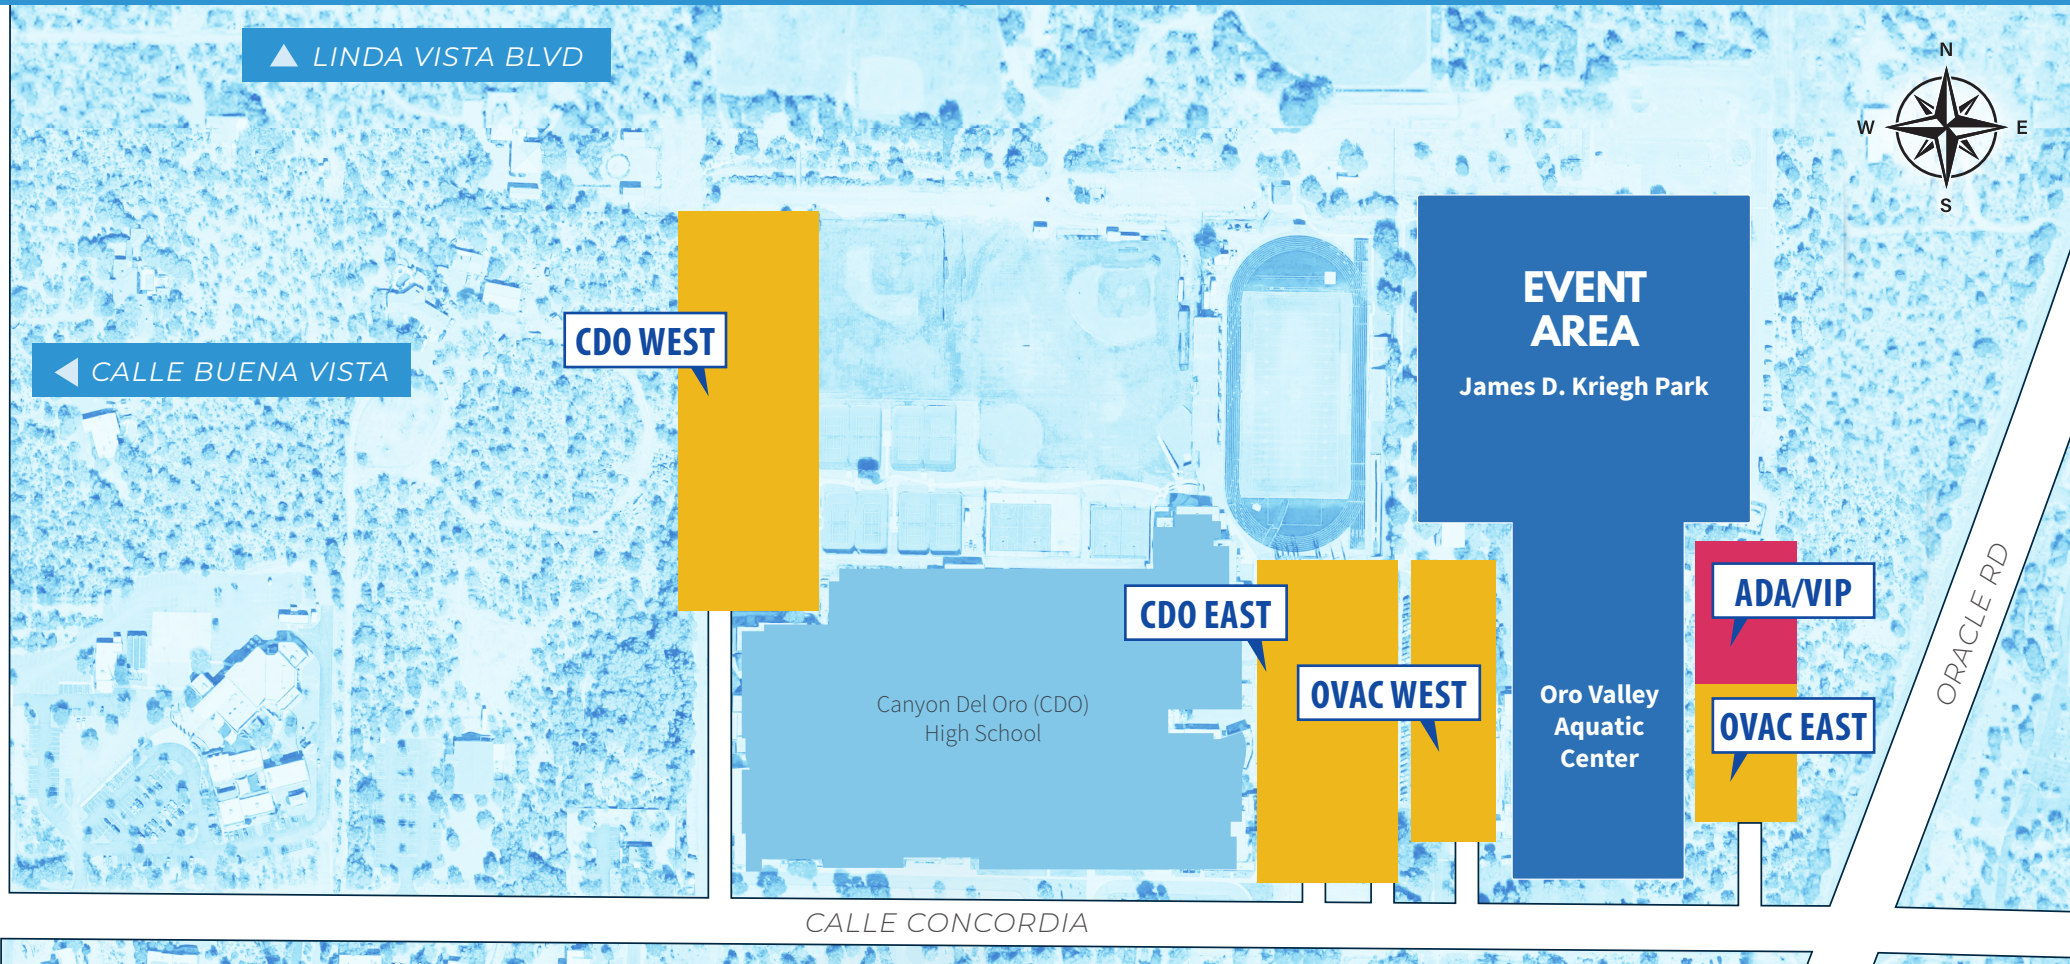 LINDA VISTA BLVD
N
W
E
S
EVENT
AREA
James D. Kriegh Park
CDO WEST
CALLE BUENA VISTA
ADA/VIP
CDO EAST
ORACLE RD
OVAC WEST
Oro Valley
Aquatic
Center
OVAC EAST
Canyon Del Oro (CDO)
High School
CALLE CONCORDIA